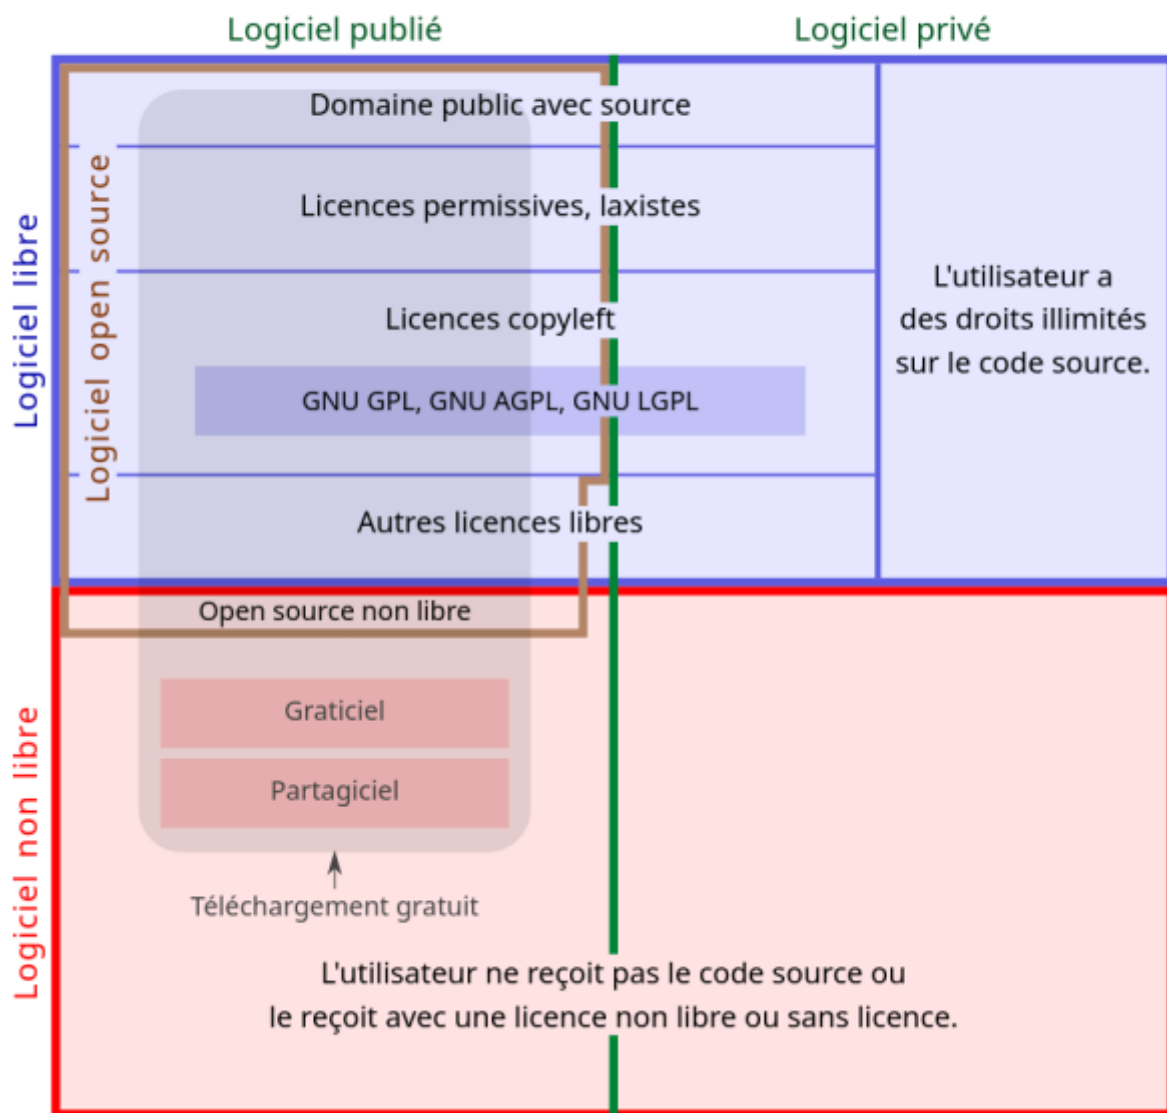 Logiciel publié
Logiciel privé
Logiciel libre
Logiciel open source
Domaine public avec source
Licences permissives, laxistes
Licences copyleft
GNU GPL, GNU AGPL, GNU LGPL
Autres licences libres
L'utilisateur a
des droits illimités
sur le code source.
Logiciel non libre
Open source non libre
Graticiel
Partagiciel
Téléchargement gratuit
L'utilisateur ne reçoit pas le code source ou
le reçoit avec une licence non libre ou sans licence.